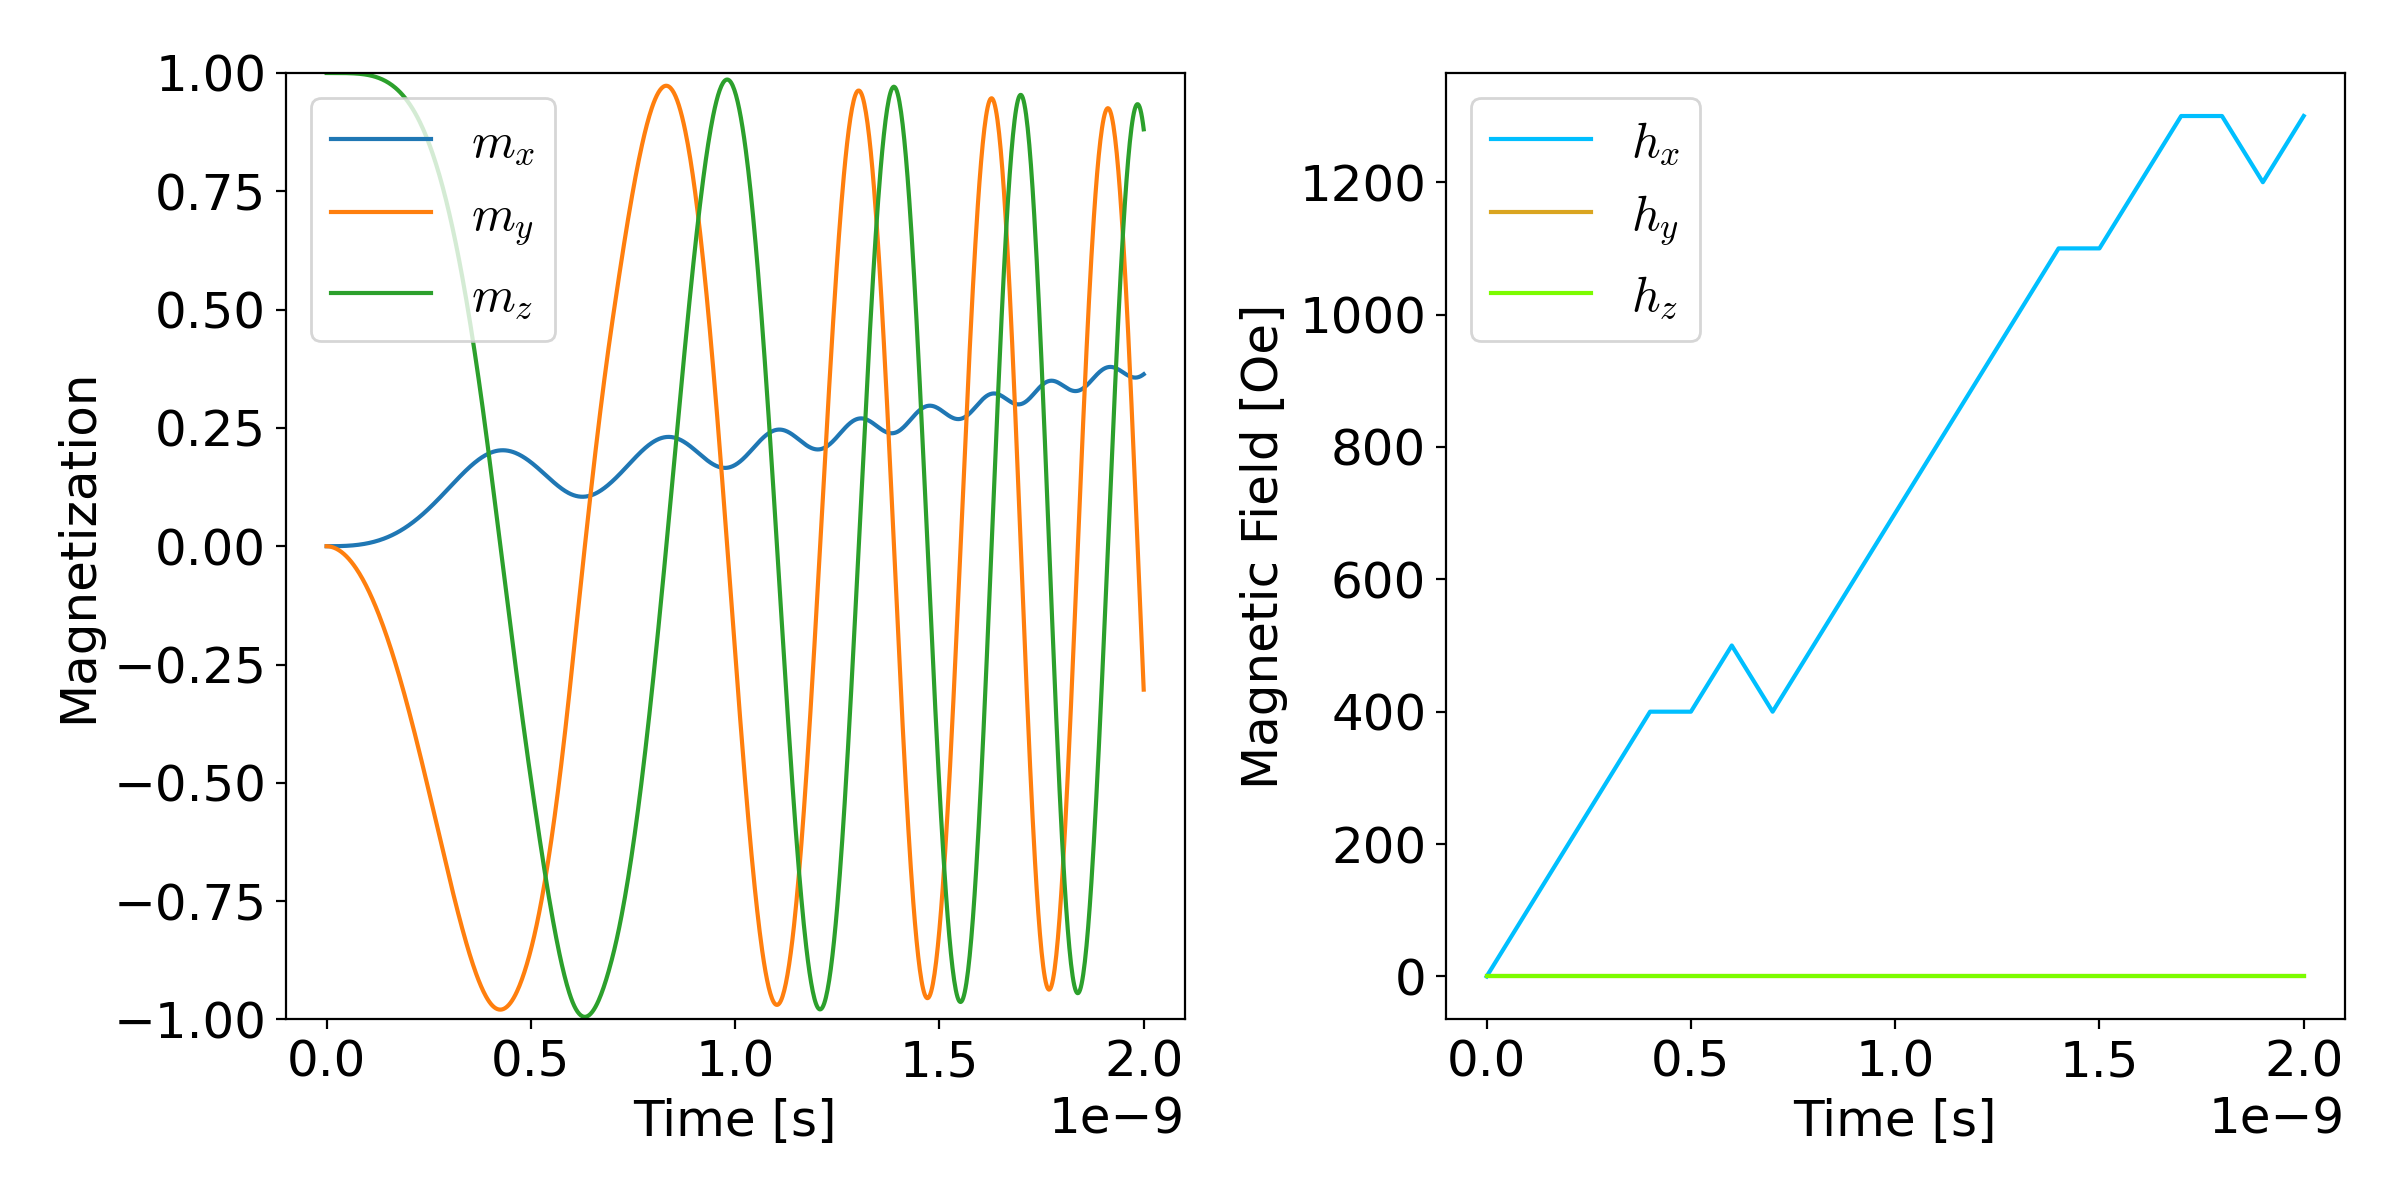 1.00
0.75
0.50
0.25
0.00
−0.25
−0.50
−0.75
−1.00
Magnetization
m_x
m_y
m_z
0.0 0.5 1.0 1.5 2.0
Time [s]
1e−9
1200
1000
800
600
400
200
0
Magnetic Field [Oe]
h_x
h_y
h_z
0.0 0.5 1.0 1.5 2.0
Time [s]
1e−9